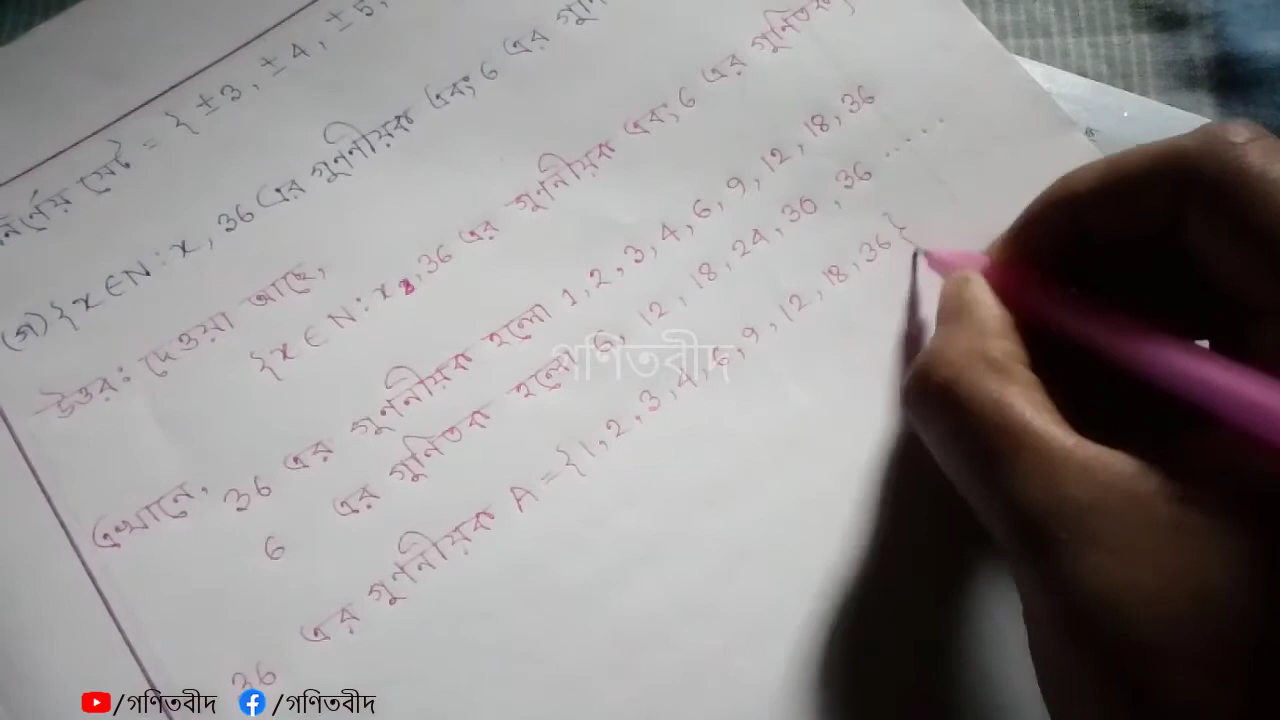 নির্ণেয় সেট = { ±3, ±4, ±5,
(গ) { x ∈ N : x, 36 এর গুণনীয়ক এবং 6 এর
উত্তর: দেওয়া আছে,
{ x ∈ N : x, 36 এর গুণনীয়ক এবং 6 এর গুণিতক}
এখানে, 36 এর গুণনীয়ক হলো 1, 2, 3, 4, 6, 9, 12, 18, 36
6 এর গুণিতক হলো 6, 12, 18, 24, 36, 36 .....
36 এর গুণনীয়ক A = { 1, 2, 3, 4, 6, 9, 12, 18, 36 }
গণিতবীদ
/গণিতবীদ /গণিতবীদ